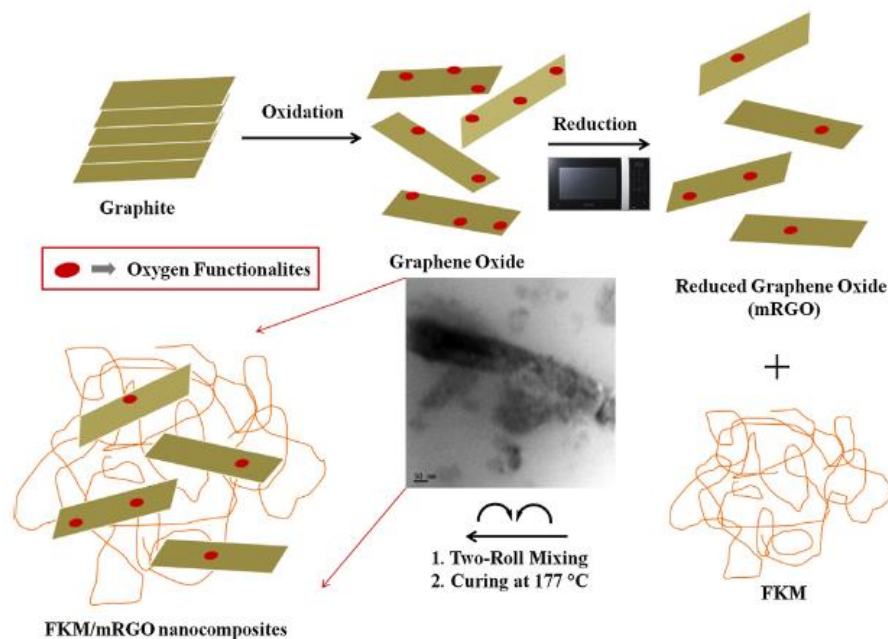 Oxidation
Reduction
Graphite
Oxygen Functionalites
Graphene Oxide
Reduced Graphene Oxide
(mRGO)
+
1. Two-Roll Mixing
2. Curing at 177 °C
FKM
FKM/mRGO nanocomposites